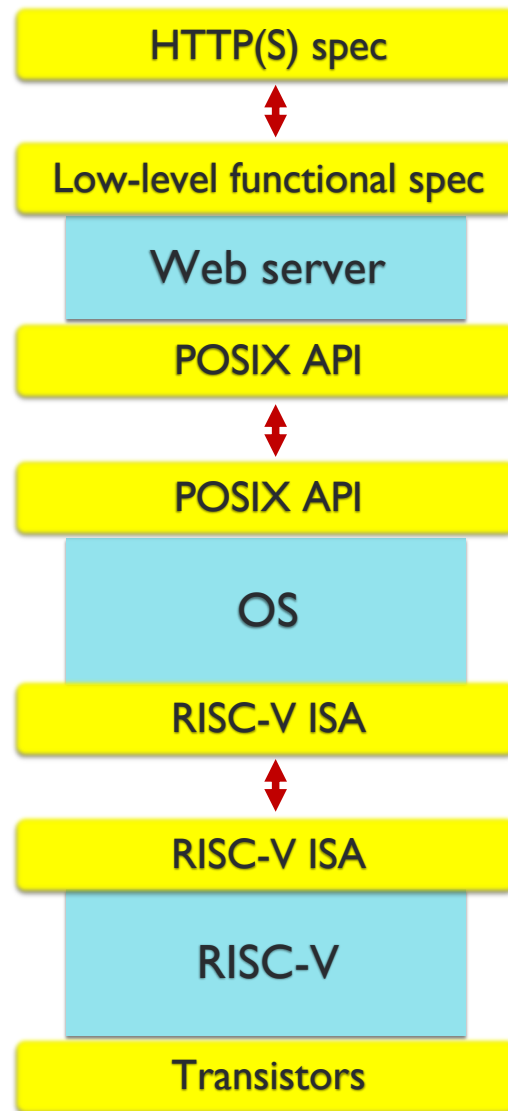 HTTP(S) spec
Low-level functional spec
Web server
POSIX API
POSIX API
OS
RISC-V ISA
RISC-V ISA
RISC-V
Transistors